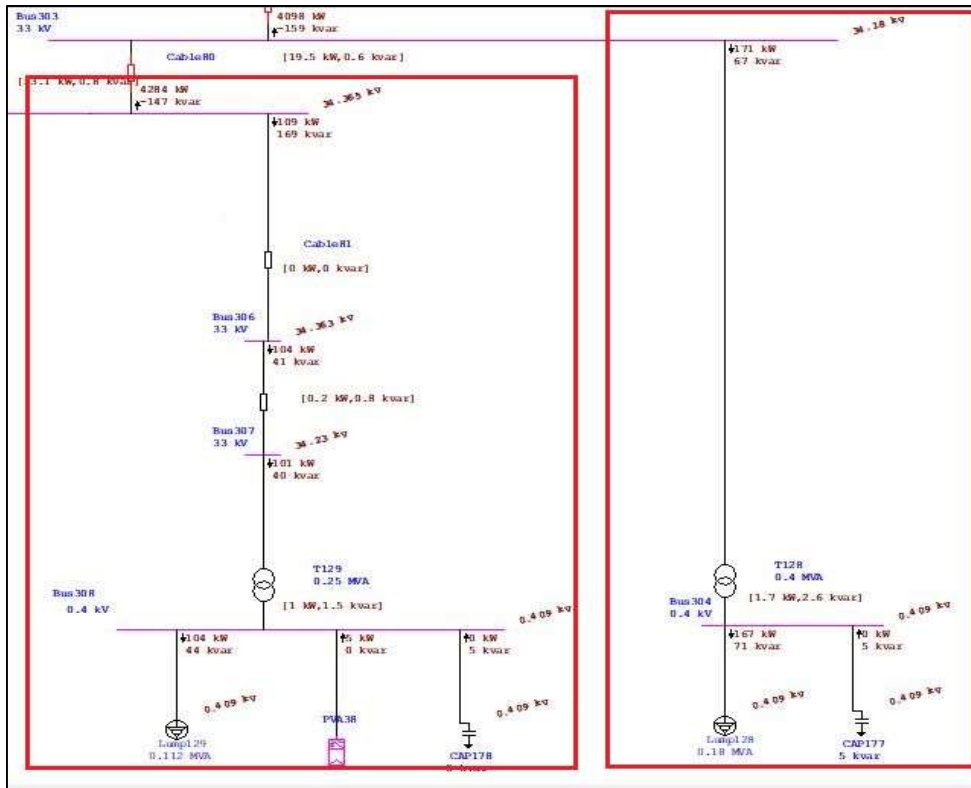 Bus303
33 kV
4098 kW
-159 kvar
34.18 kv
Cable80
[19.5 kW,0.6 kvar]
171 kW
67 kvar
4284 kW
-147 kvar
34.365 kv
109 kW
169 kvar
Cable81
[0 kW,0 kvar]
Bus306
33 kV
34.363 kv
104 kW
41 kvar
[0.2 kW,0.8 kvar]
Bus307
33 kV
34.23 kv
101 kW
40 kvar
T129
0.25 MVA
[1 kW,1.5 kvar]
T128
0.4 MVA
[1.7 kW,2.6 kvar]
Bus308
0.4 kV
0.409 kv
Bus304
0.4 kV
0.409 kv
104 kW
44 kvar
5 kW
0 kvar
0 kW
5 kvar
167 kW
71 kvar
0 kW
5 kvar
0.409 kv
0.409 kv
0.409 kv
0.409 kv
Lump129
0.112 MVA
PVA38
CAP178
Lump128
0.18 MVA
CAP177
5 kvar